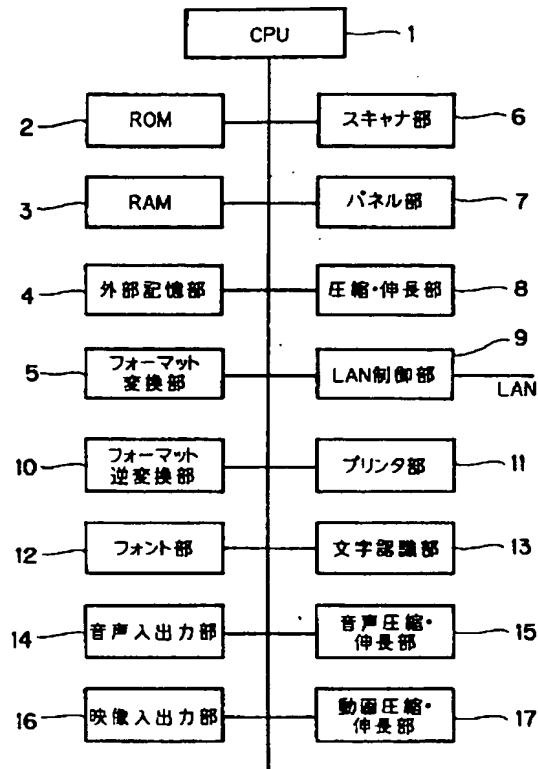 CPU
1
2
ROM
スキャナ部
6
3
RAM
パネル部
7
4
外部記憶部
圧縮・伸長部
8
5
フォーマット
変換部
LAN制御部
9
LAN
10
フォーマット
逆変換部
プリンタ部
11
12
フォント部
文字認識部
13
14
音声入出力部
音声圧縮・
伸長部
15
16
映像入出力部
動画圧縮・
伸長部
17